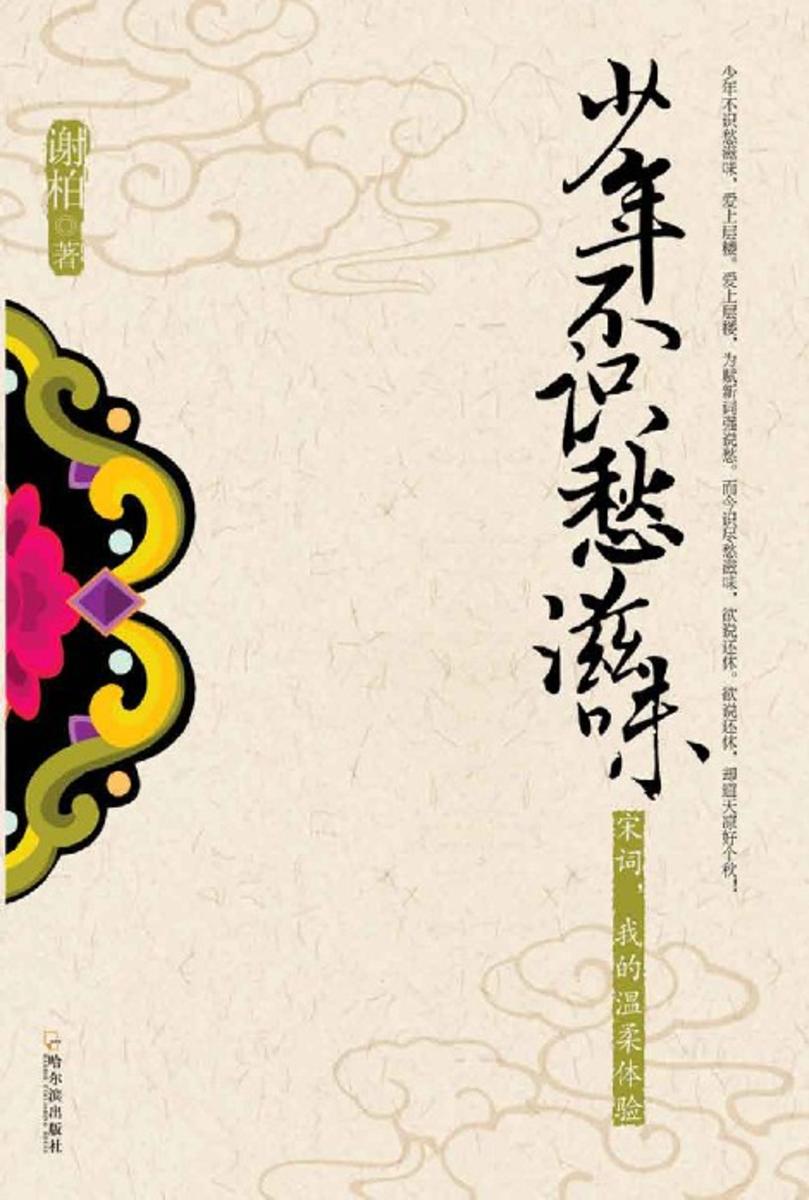 少年不识愁滋味，爱上层楼。爱上层楼，为赋新词强说愁。而今识尽愁滋味，欲说还休。欲说还休，却道天凉好个秋！
少年不识愁滋味
宋词，我的温柔体验
谢柏◎著
哈尔滨出版社